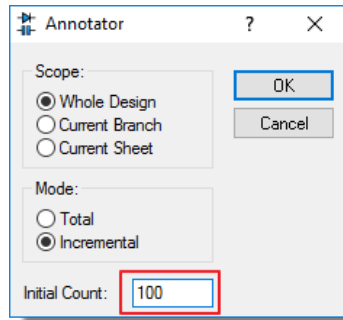 Annotator ?
Scope:
Whole Design
Current Branch
Current Sheet
OK
Cancel
Mode:
Total
Incremental
Initial Count: 100